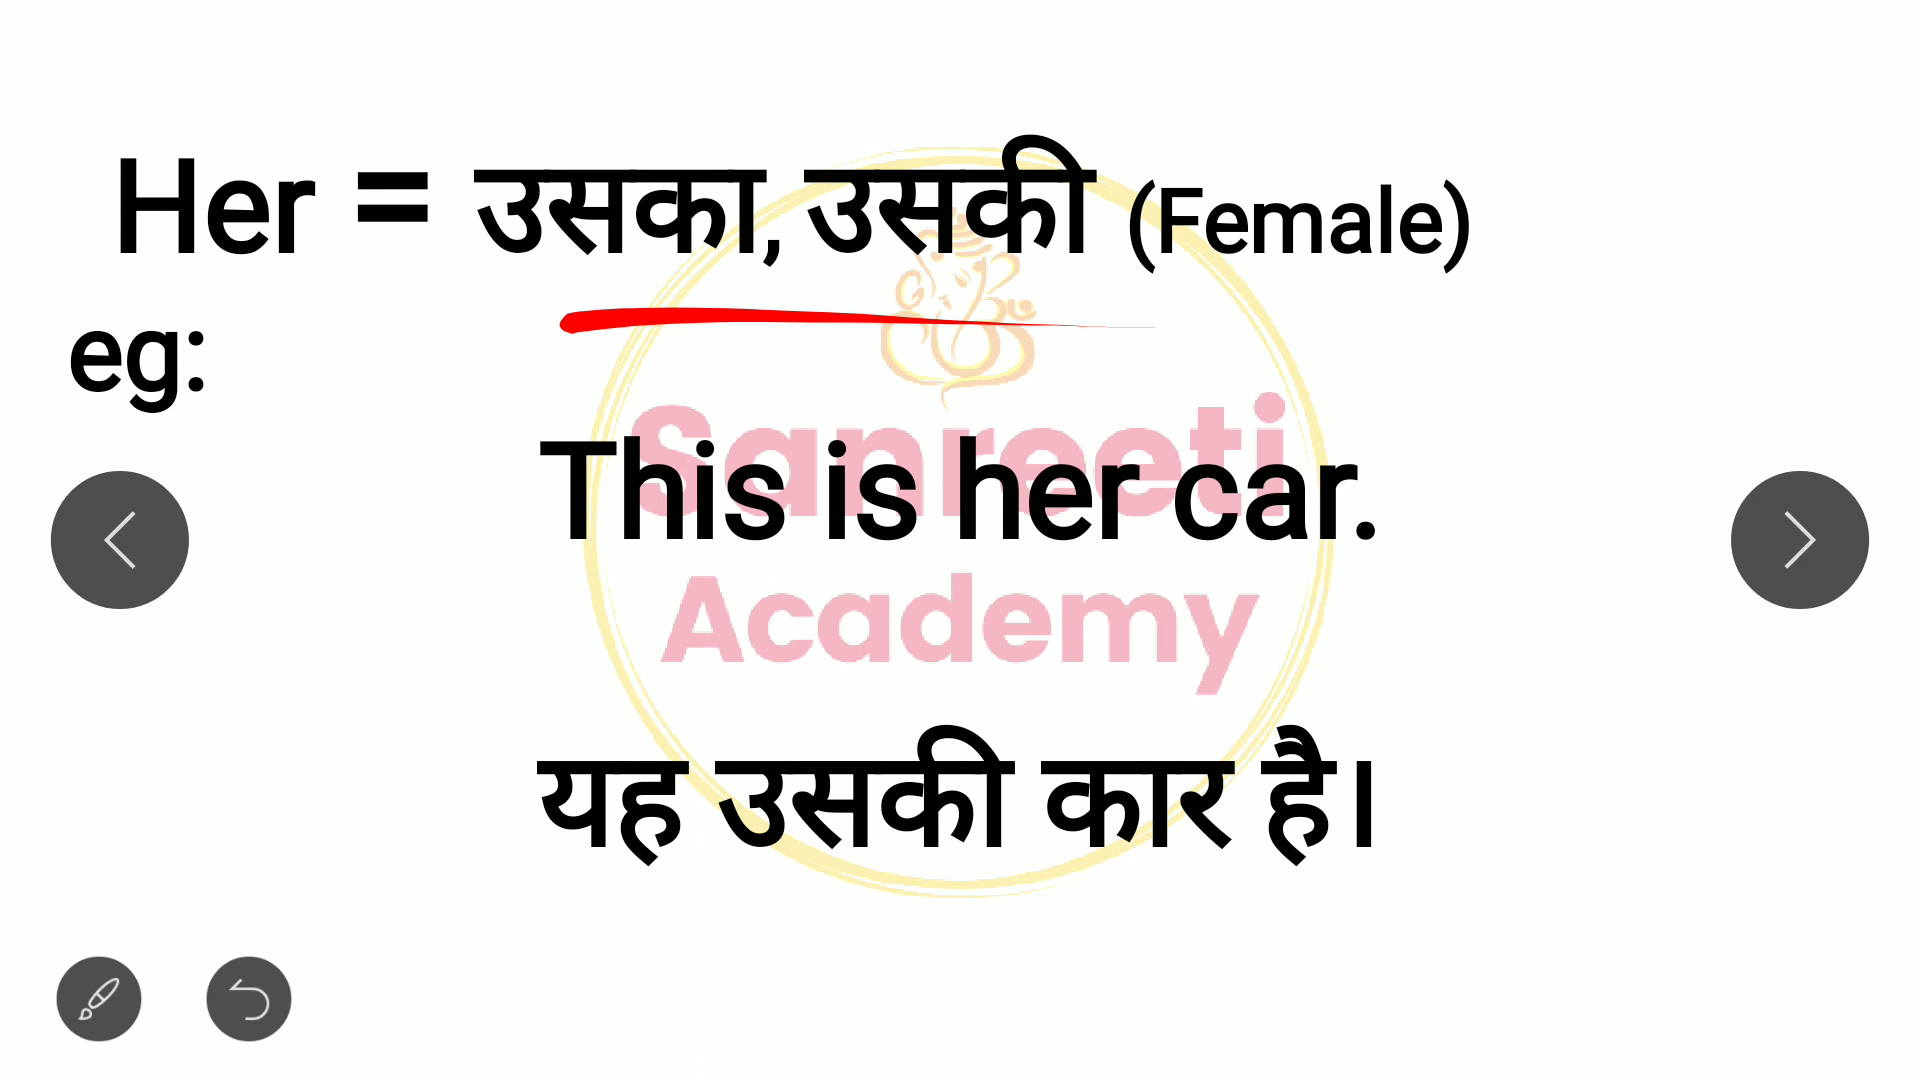 Her = उसका, उसकी (Female)
eg:
Sanreeti
This is her car.
Academy
यह उसकी कार है।